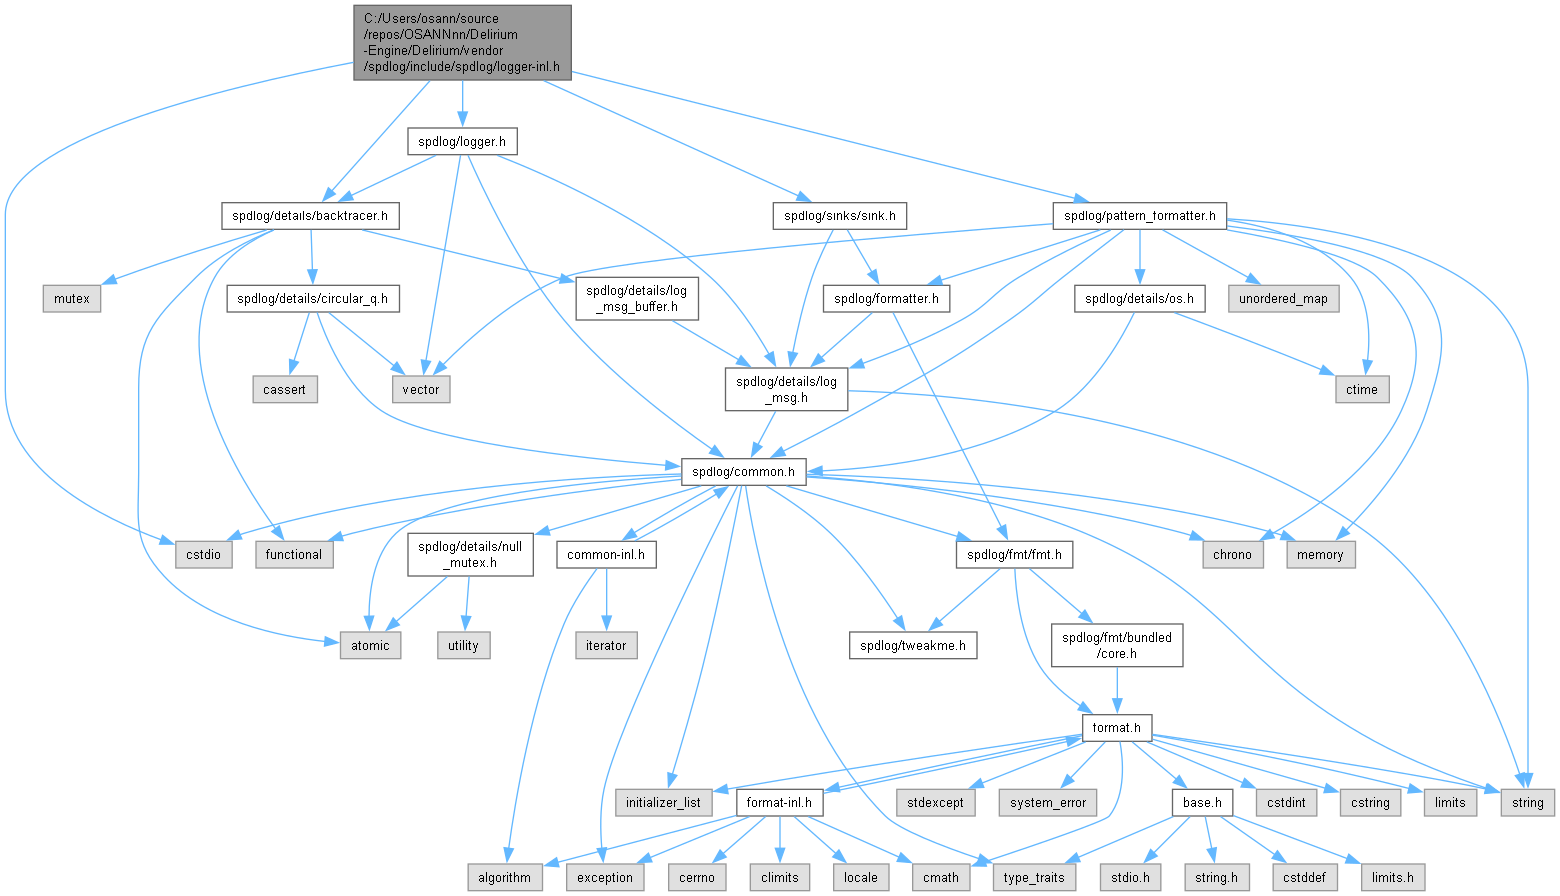 C:/Users/osann/source
/repos/OSANNnn/Delirium
-Engine/Delirium/vendor
/spdlog/include/spdlog/logger-inl.h
spdlog/logger.h
spdlog/details/backtracer.h
spdlog/sinks/sink.h
spdlog/pattern_formatter.h
mutex
spdlog/details/circular_q.h
spdlog/details/log
_msg_buffer.h
spdlog/formatter.h
spdlog/details/os.h
unordered_map
cassert
vector
spdlog/details/log
_msg.h
ctime
spdlog/common.h
cstdio
functional
spdlog/details/null
_mutex.h
common-inl.h
spdlog/fmt/fmt.h
chrono
memory
atomic
utility
iterator
spdlog/tweakme.h
spdlog/fmt/bundled
/core.h
format.h
initializer_list
format-inl.h
stdexcept
system_error
base.h
cstdint
cstring
limits
string
algorithm
exception
cerrno
climits
locale
cmath
type_traits
stdio.h
string.h
cstddef
limits.h